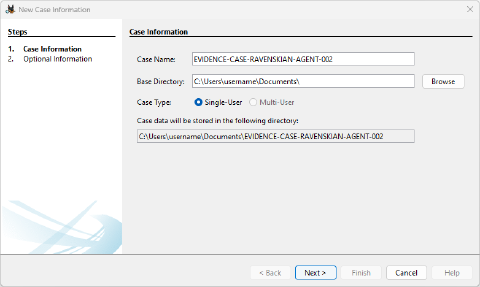 New Case Information
Steps
1. Case Information
2. Optional Information
Case Information
Case Name: EVIDENCE-CASE-RAVENSKIAN-AGENT-002
Base Directory: C:\Users\username\Documents\ Browse
Case Type: Single-User Multi-User
Case data will be stored in the following directory:
C:\Users\username\Documents\EVIDENCE-CASE-RAVENSKIAN-AGENT-002
< Back Next > Finish Cancel Help